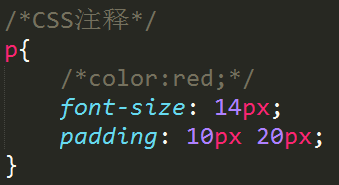 /*CSS注释*/
p{
    /*color:red;*/
    font-size: 14px;
    padding: 10px 20px;
}